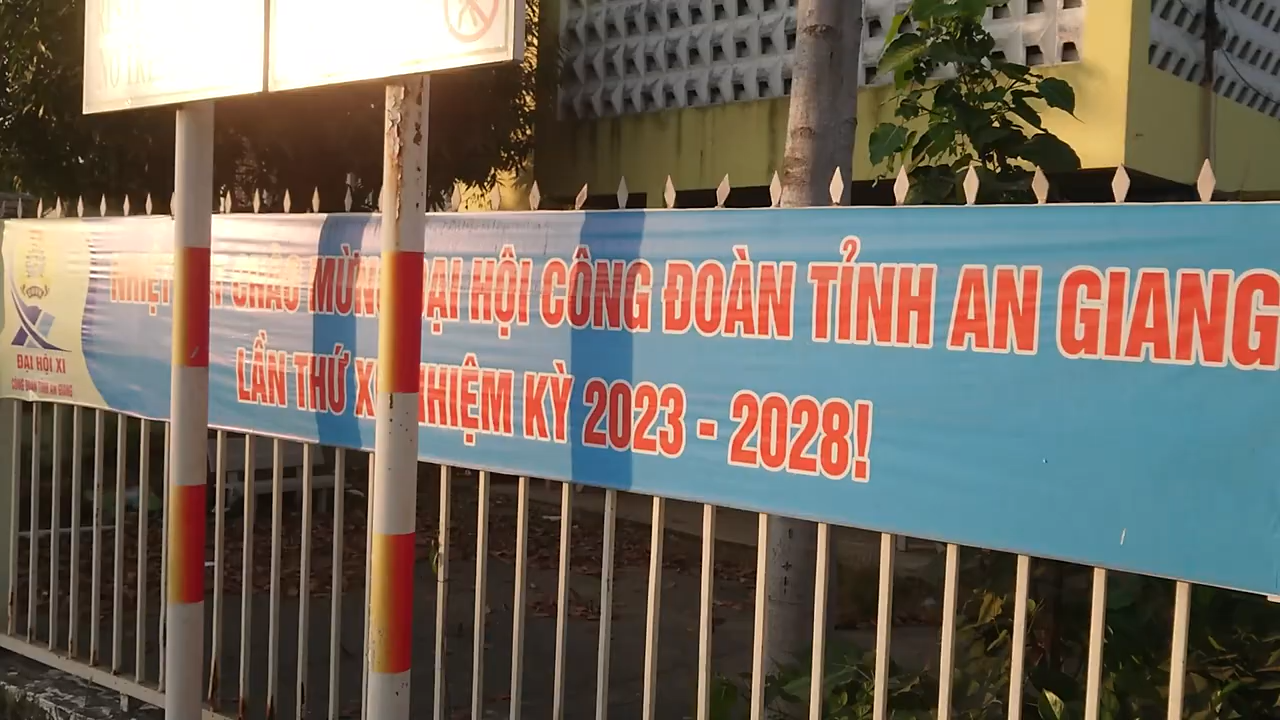 NHIỆT CHÀO MỪNG ĐẠI HỘI CÔNG ĐOÀN TỈNH AN GIANG
LẦN THỨ XI NHIỆM KỲ 2023 - 2028!
ĐẠI HỘI XI
CÔNG ĐOÀN TỈNH AN GIANG